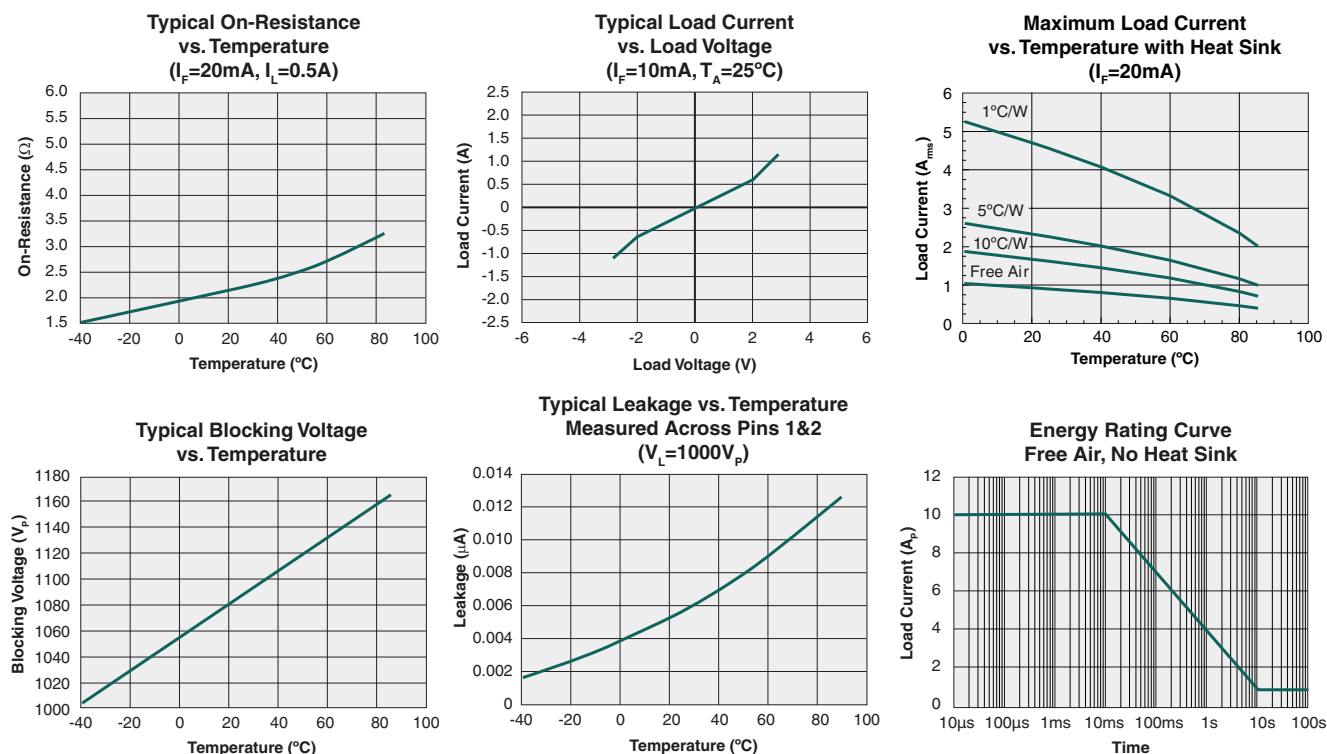 Typical On-Resistance
vs. Temperature
(IF=20mA, IL=0.5A)
6.0
5.5
5.0
4.5
4.0
3.5
3.0
2.5
2.0
1.5
On-Resistance (Ω)
-40 -20 0 20 40 60 80 100
Temperature (ºC)
Typical Load Current
vs. Load Voltage
(IF=10mA, TA=25ºC)
2.5
2.0
1.5
1.0
0.5
0
-0.5
-1.0
-1.5
-2.0
-2.5
Load Current (A)
-6 -4 -2 0 2 4 6
Load Voltage (V)
Maximum Load Current
vs. Temperature with Heat Sink
(IF=20mA)
6
5
4
3
2
1
0
Load Current (Arms)
1ºC/W
5ºC/W
10ºC/W
Free Air
0 20 40 60 80 100
Temperature (ºC)
Typical Blocking Voltage
vs. Temperature
1180
1160
1140
1120
1100
1080
1060
1040
1020
1000
Blocking Voltage (VP)
-40 -20 0 20 40 60 80 100
Temperature (ºC)
Typical Leakage vs. Temperature
Measured Across Pins 1&2
(VL=1000VP)
0.014
0.012
0.010
0.008
0.006
0.004
0.002
0
Leakage (μA)
-40 -20 0 20 40 60 80 100
Temperature (ºC)
Energy Rating Curve
Free Air, No Heat Sink
12
10
8
6
4
2
0
Load Current (AP)
10μs 100μs 1ms 10ms 100ms 1s 10s 100s
Time